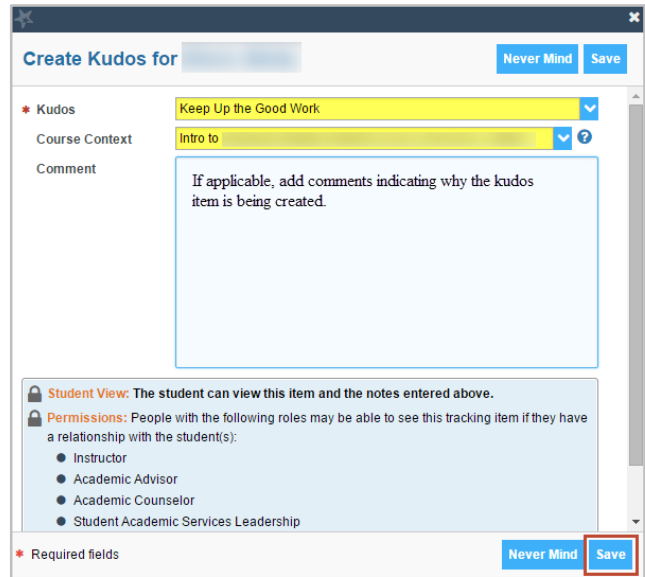 Create Kudos for
Never Mind Save
* Kudos Keep Up the Good Work
Course Context Intro to
Comment
If applicable, add comments indicating why the kudos
item is being created.
Student View: The student can view this item and the notes entered above.
Permissions: People with the following roles may be able to see this tracking item if they have
a relationship with the student(s):
Instructor
Academic Advisor
Academic Counselor
Student Academic Services Leadership
* Required fields Never Mind Save